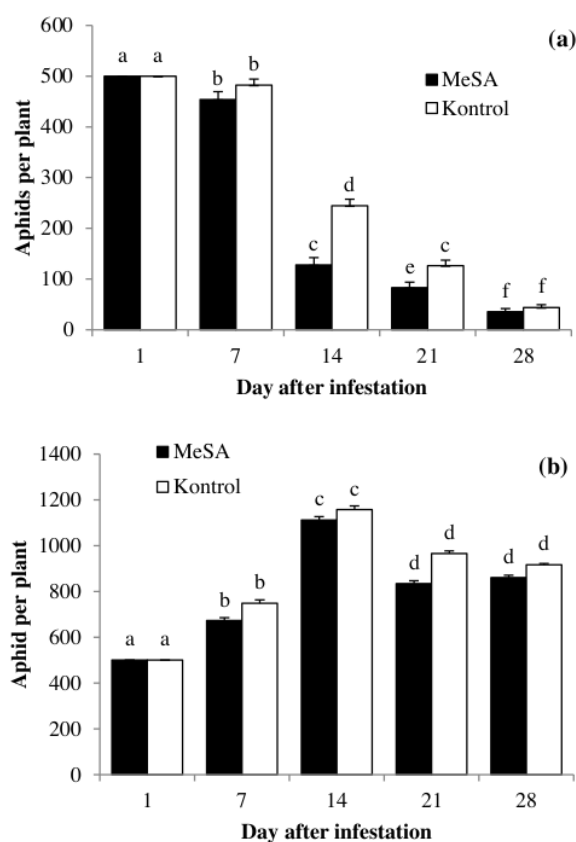 (a)
600
500
400
300
200
100
0
Aphids per plant
a a
b b
c d
e c
f f
MeSA
Kontrol
1 7 14 21 28
Day after infestation
(b)
1400
1200
1000
800
600
400
200
0
Aphid per plant
MeSA
Kontrol
a a
b b
c c
d d
d d
1 7 14 21 28
Day after infestation